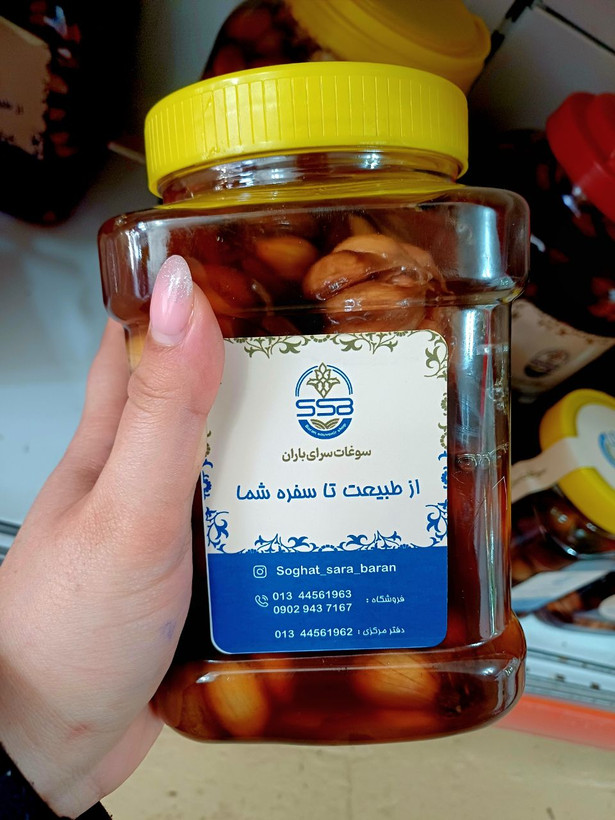 SSB
سوغات سرای باران
از طبیعت تا سفره شما
Soghat_sara_baran
فروشگاه : 013 44561963
0902 943 7167
دفتر مرکزی : 013 44561962